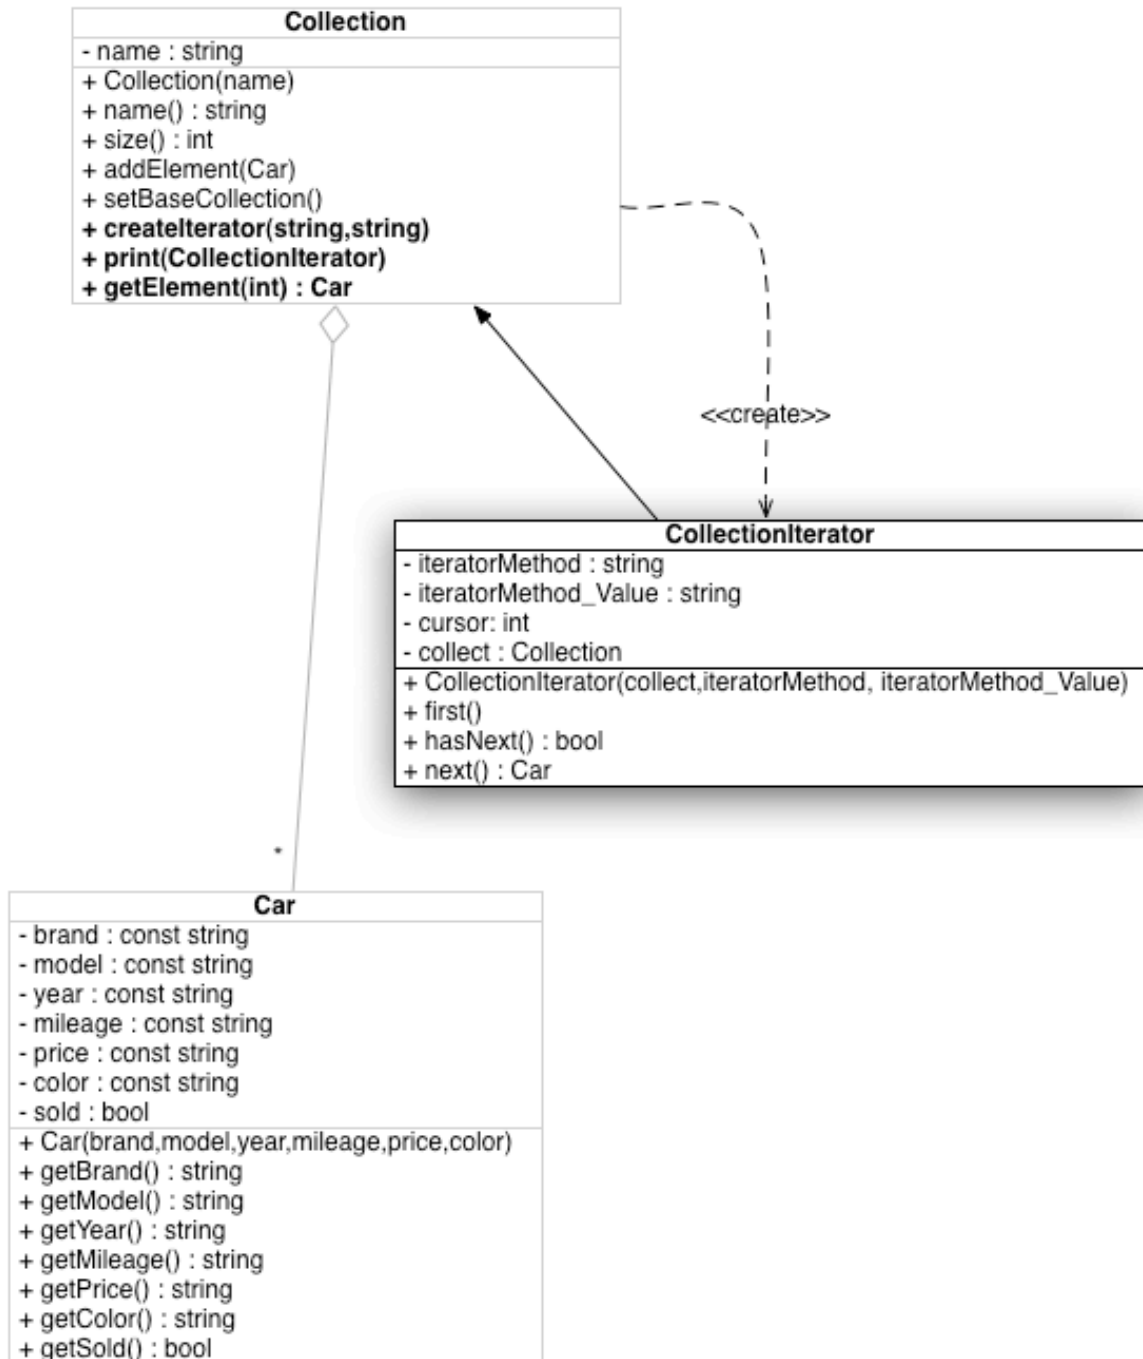 Collection
- name : string
+ Collection(name)
+ name() : string
+ size() : int
+ addElement(Car)
+ setBaseCollection()
+ createIterator(string,string)
+ print(CollectionIterator)
+ getElement(int) : Car
<<create>>
CollectionIterator
- iteratorMethod : string
- iteratorMethod_Value : string
- cursor: int
- collect : Collection
+ CollectionIterator(collect,iteratorMethod, iteratorMethod_Value)
+ first()
+ hasNext() : bool
+ next() : Car
*
Car
- brand : const string
- model : const string
- year : const string
- mileage : const string
- price : const string
- color : const string
- sold : bool
+ Car(brand,model,year,mileage,price,color)
+ getBrand() : string
+ getModel() : string
+ getYear() : string
+ getMileage() : string
+ getPrice() : string
+ getColor() : string
+ getSold() : bool